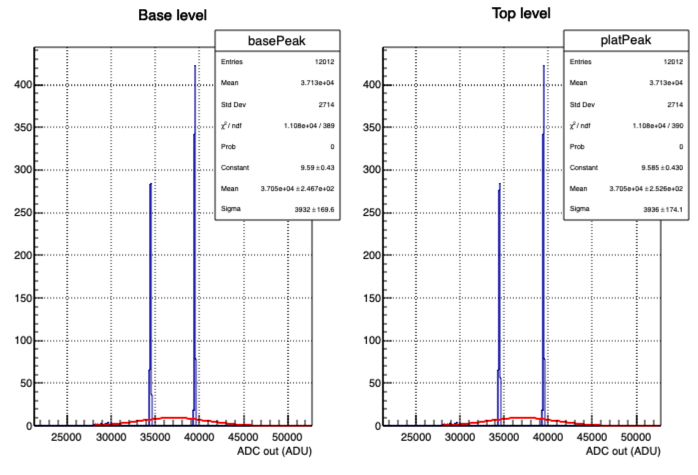 Base level
basePeak
Entries 12012
Mean 3.713e+04
Std Dev 2714
χ² / ndf 1.108e+04 / 389
Prob 0
Constant 9.59 ± 0.43
Mean 3.705e+04 ± 2.467e+02
Sigma 3932 ± 169.6
400
350
300
250
200
150
100
50
0
25000 30000 35000 40000 45000 50000
ADC out (ADU)
Top level
platPeak
Entries 12012
Mean 3.713e+04
Std Dev 2714
χ² / ndf 1.108e+04 / 390
Prob 0
Constant 9.585 ± 0.430
Mean 3.705e+04 ± 2.526e+02
Sigma 3936 ± 174.1
400
350
300
250
200
150
100
50
0
25000 30000 35000 40000 45000 50000
ADC out (ADU)